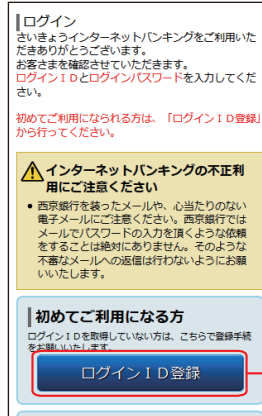 ログイン
さいきょうインターネットバンキングをご利用いた
だきありがとうございます。
お客さまを確認させていただきます。
ログインＩＤとログインパスワードを入力してくだ
さい。
初めてご利用になられる方は、「ログインＩＤ登録」
から行ってください。
インターネットバンキングの不正利
用にご注意ください
• 西京銀行を装ったメールや、心当たりのない
電子メールにご注意ください。西京銀行では
メールでパスワードの入力を頂くような依頼
をすることは絶対にありません。そのような
不審なメールへの返信は行わないようにお願
いいたします。
初めてご利用になる方
ログインＩＤを取得していない方は、こちらで登録手続
をお願いいたします。
ログインＩＤ登録